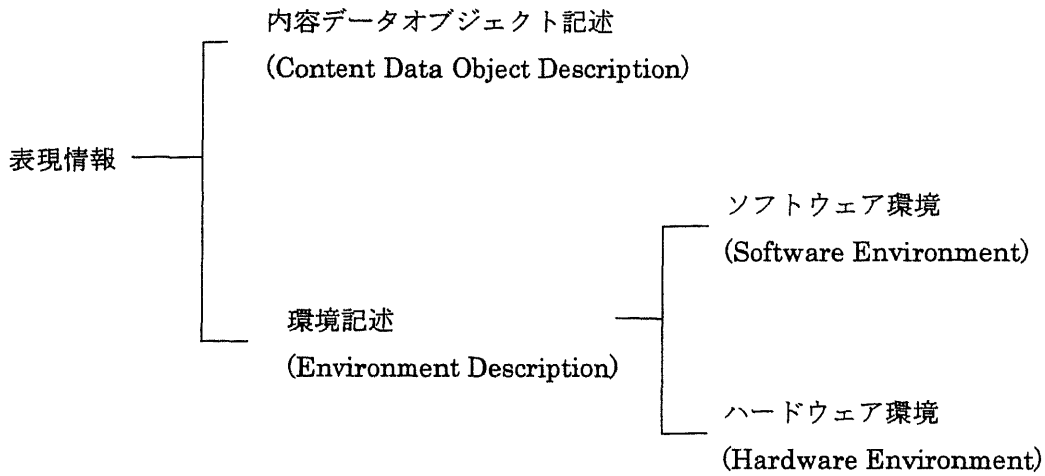 内容データオブジェクト記述
(Content Data Object Description)
表現情報
ソフトウェア環境
(Software Environment)
環境記述
(Environment Description)
ハードウェア環境
(Hardware Environment)